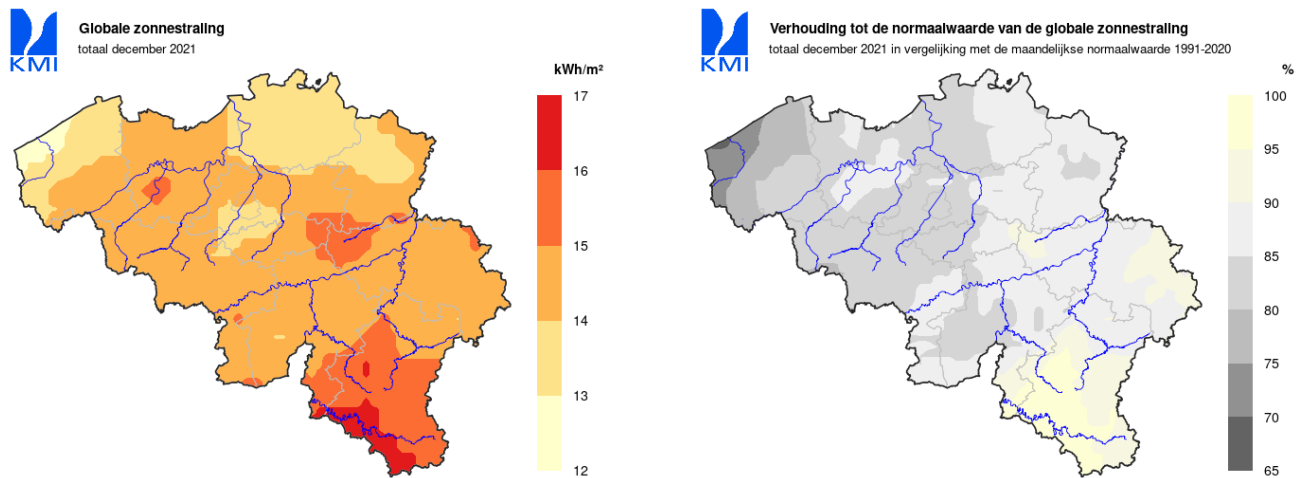 KMI
Globale zonnestraling
totaal december 2021
kWh/m²
17
16
15
14
13
12
KMI
Verhouding tot de normaalwaarde van de globale zonnestraling
totaal december 2021 in vergelijking met de maandelijkse normaalwaarde 1991-2020
%
100
95
90
85
80
75
70
65